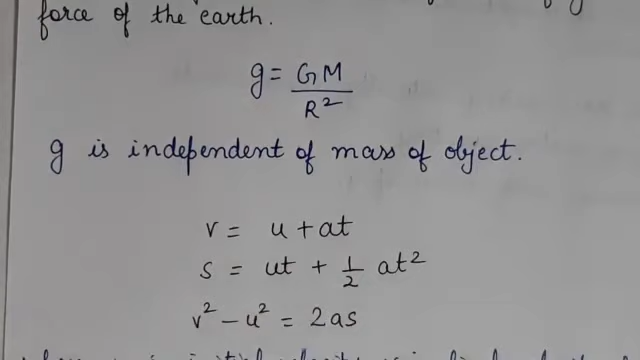 force of the earth.
g = GM / R²
g is independent of mass of object.
v = u + at
s = ut + 1/2 at²
v² - u² = 2as